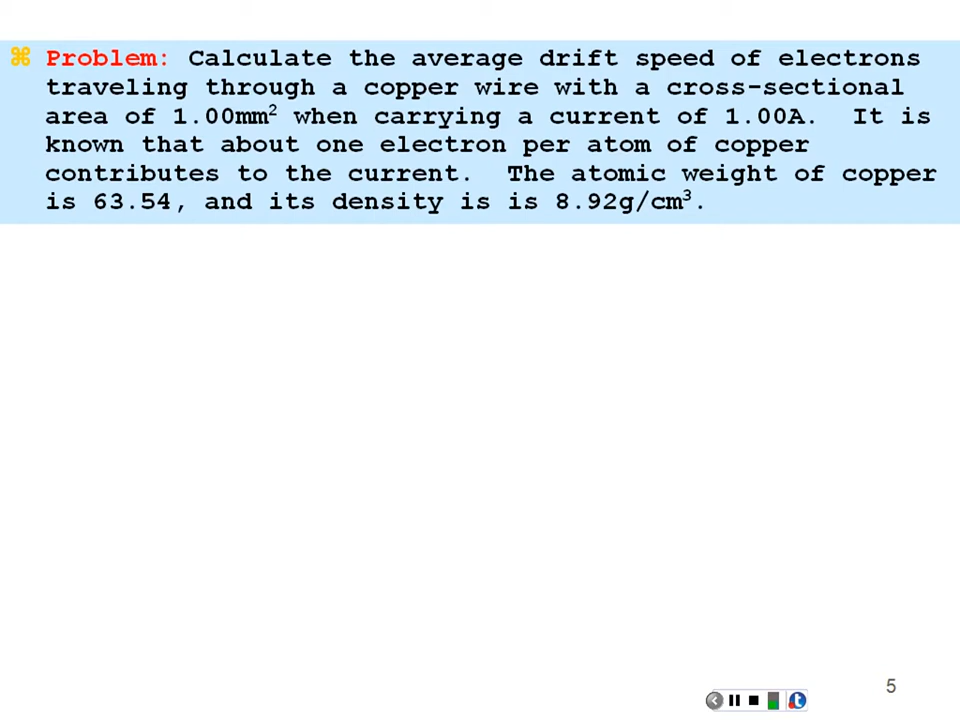 ⌘ Problem: Calculate the average drift speed of electrons
traveling through a copper wire with a cross-sectional
area of 1.00mm² when carrying a current of 1.00A. It is
known that about one electron per atom of copper
contributes to the current. The atomic weight of copper
is 63.54, and its density is is 8.92g/cm³.
5
t